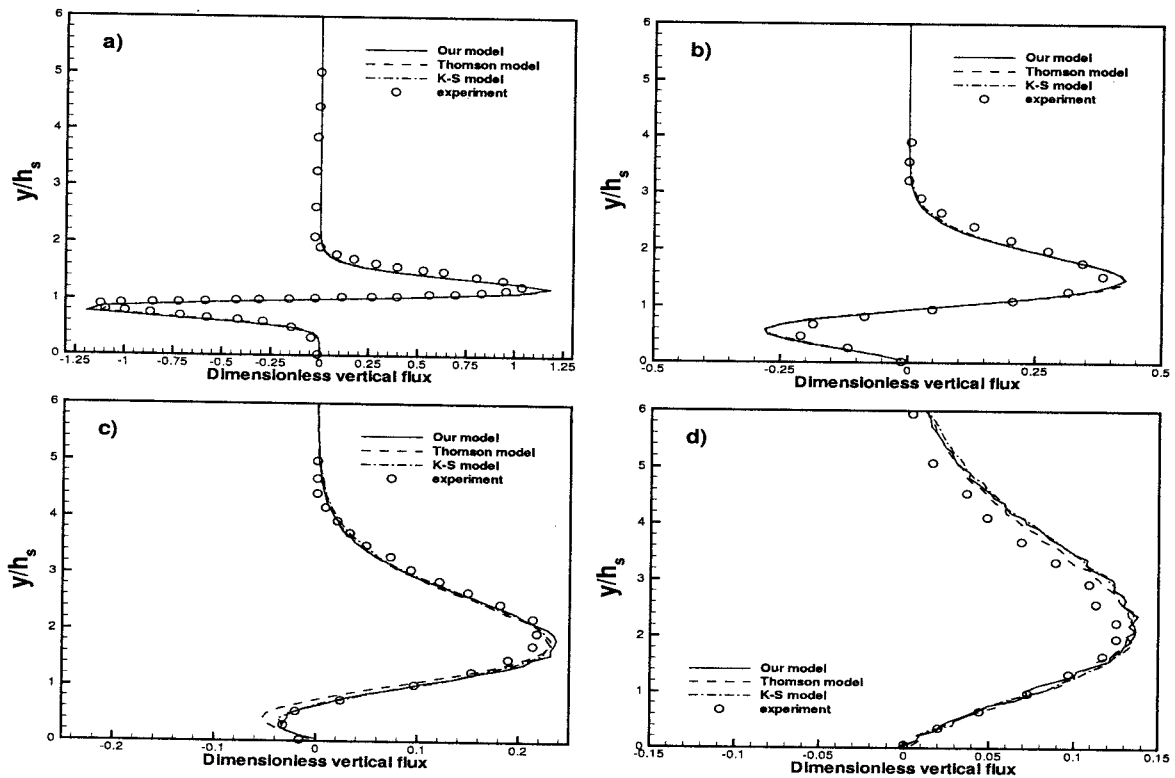 a)
Our model
Thomson model
K-S model
experiment
y/hs
6
5
4
3
2
1
0
-1.25 -1 -0.75 -0.5 -0.25 0 0.25 0.5 0.75 1 1.25
Dimensionless vertical flux
b)
Our model
Thomson model
K-S model
experiment
y/hs
6
5
4
3
2
1
0
-0.5 -0.25 0 0.25 0.5
Dimensionless vertical flux
c)
Our model
Thomson model
K-S model
experiment
y/hs
6
5
4
3
2
1
0
-0.2 -0.1 0 0.1 0.2
Dimensionless vertical flux
d)
Our model
Thomson model
K-S model
experiment
y/hs
6
5
4
3
2
1
0
-0.15 -0.1 -0.05 0 0.05 0.1 0.15
Dimensionless vertical flux